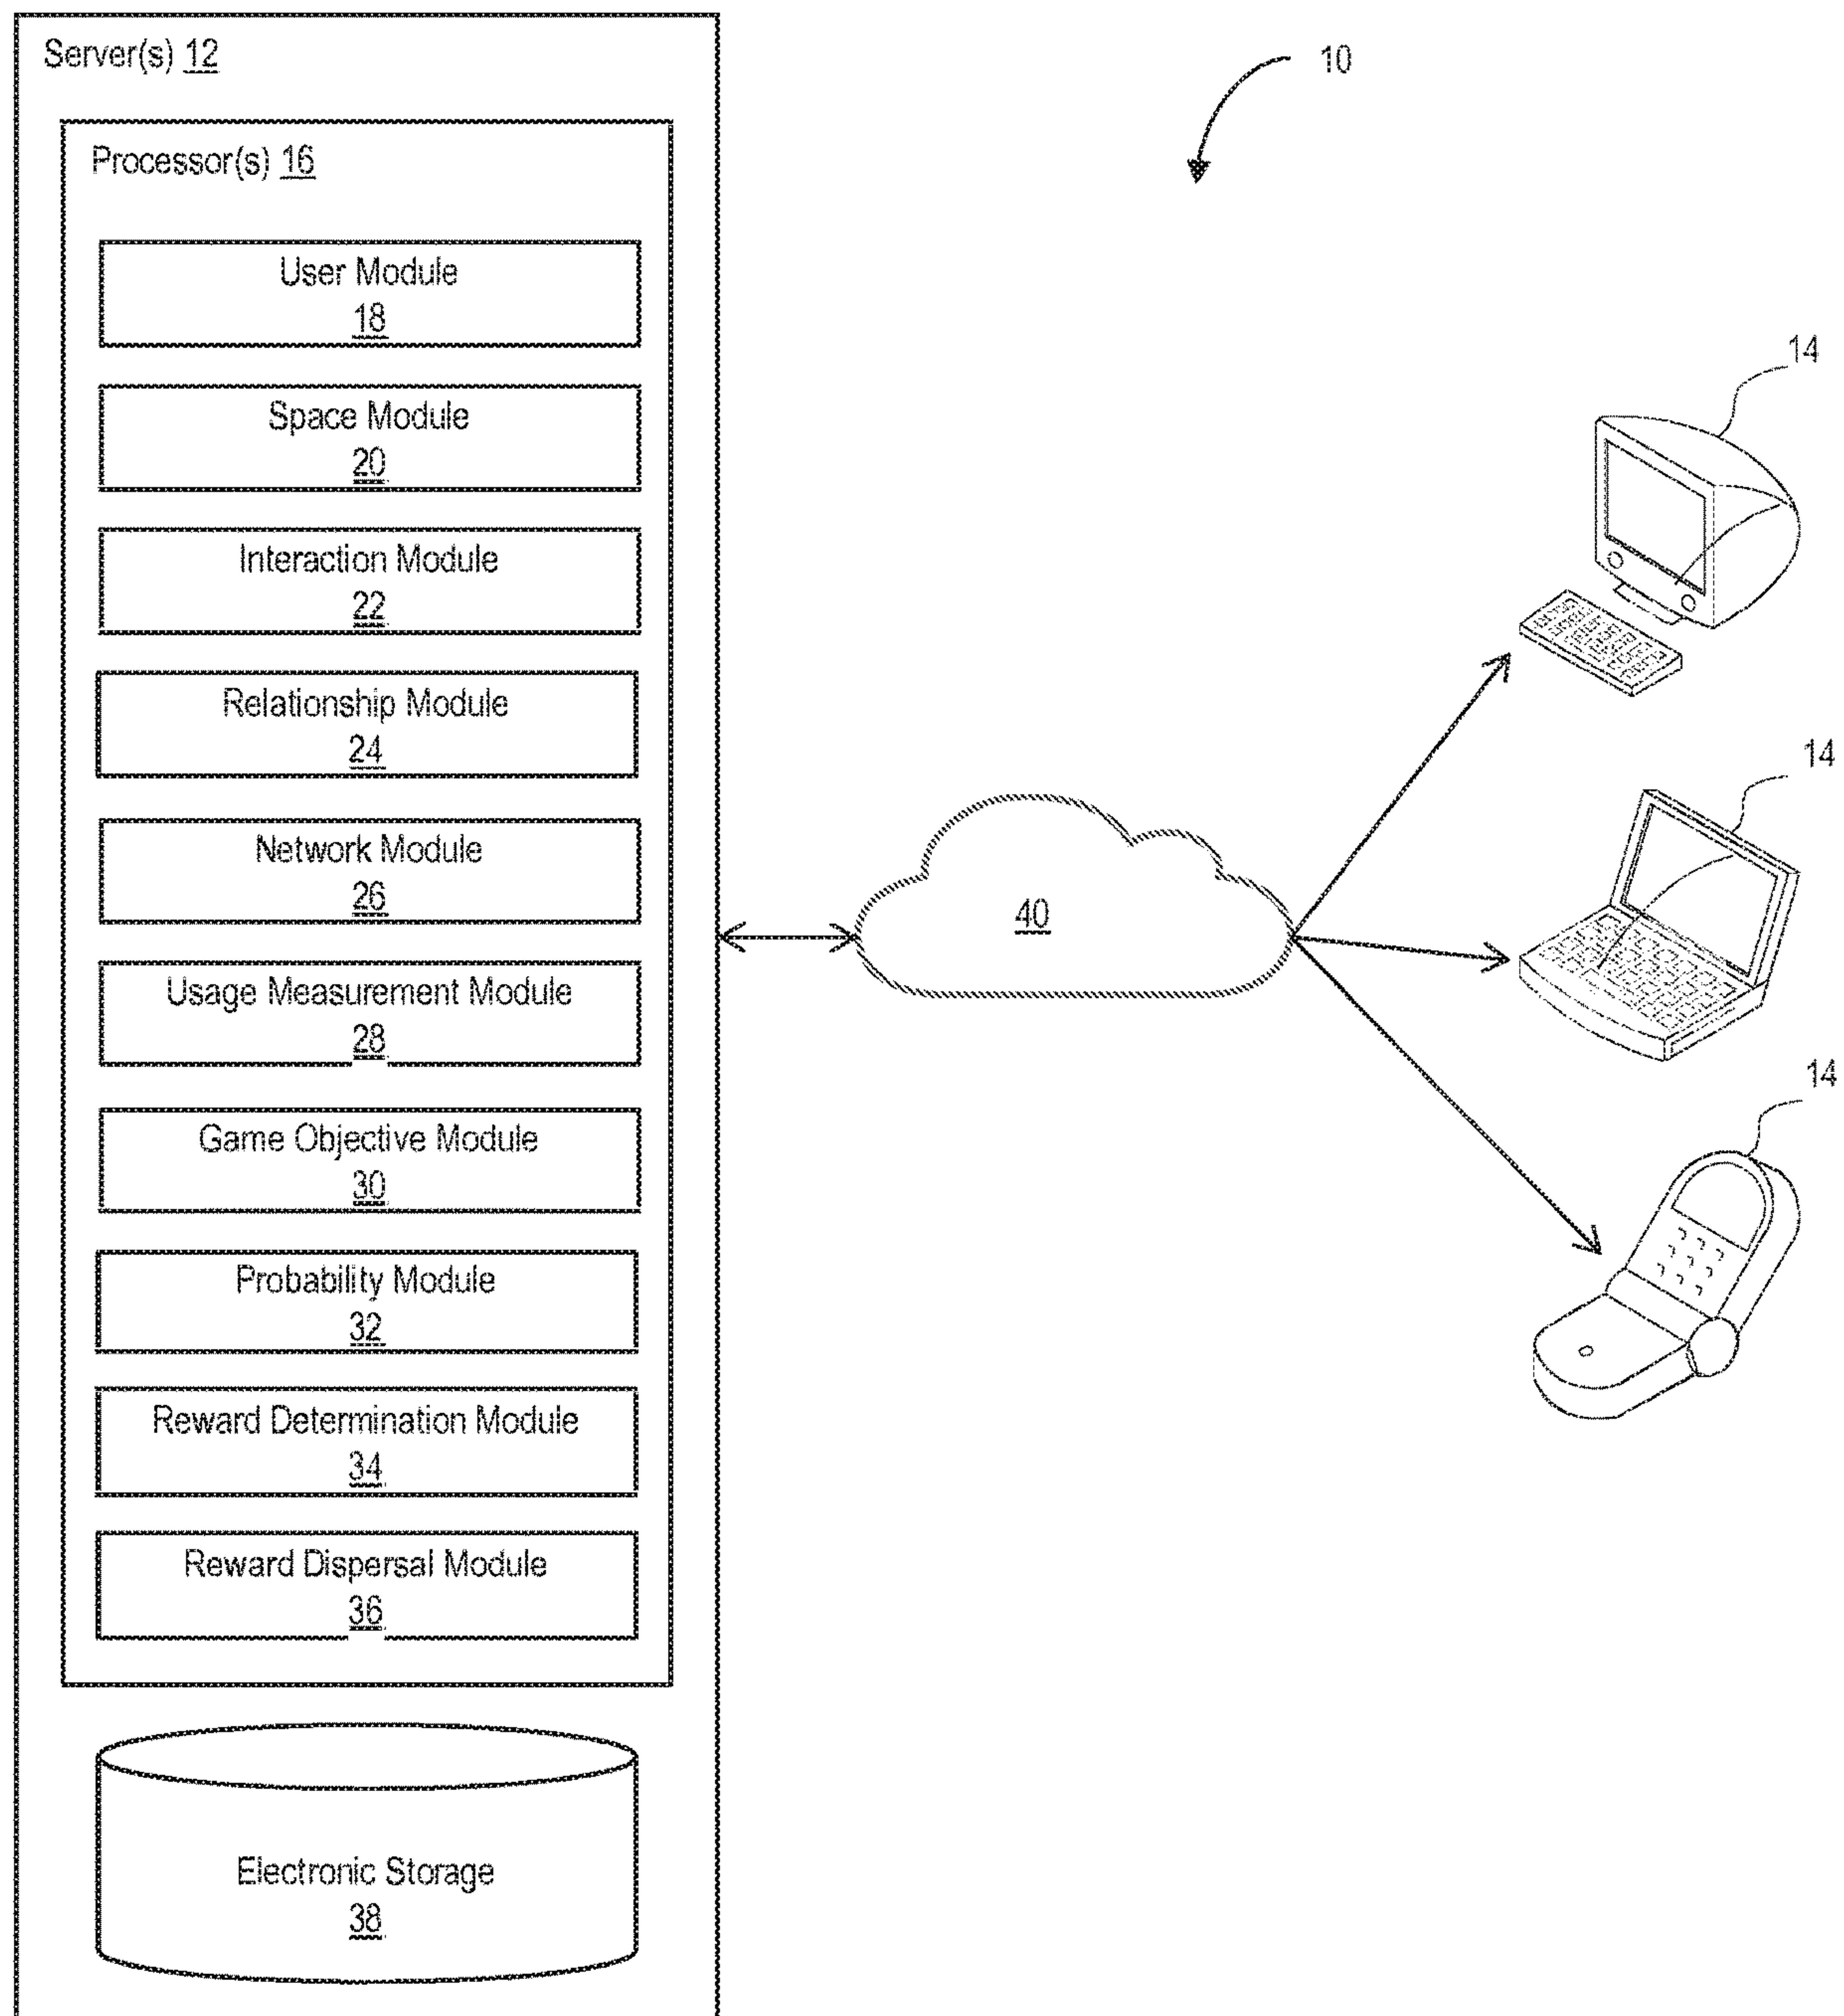 Server(s) 12
10
Processor(s) 16
User Module
18
Space Module
20
Interaction Module
22
Relationship Module
24
Network Module
26
Usage Measurement Module
28
Game Objective Module
30
Probability Module
32
Reward Determination Module
34
Reward Dispersal Module
36
Electronic Storage
38
40
14
14
14